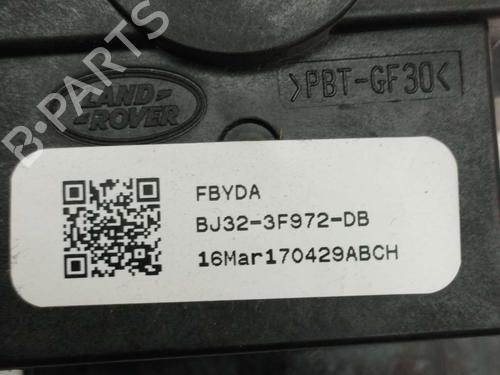 B-PARTS
LAND
ROVER
>PBT-GF30<
FBYDA
BJ32-3F972-DB
16Mar170429ABCH